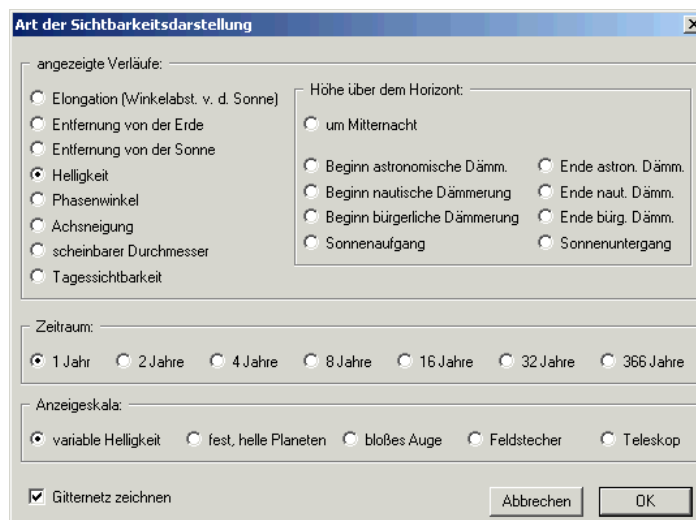 Art der Sichtbarkeitsdarstellung
angezeigte Verläufe:
Elongation (Winkelabst. v. d. Sonne)
Entfernung von der Erde
Entfernung von der Sonne
Helligkeit
Phasenwinkel
Achsneigung
scheinbarer Durchmesser
Tagessichtbarkeit
Höhe über dem Horizont:
um Mitternacht
Beginn astronomische Dämm.
Ende astron. Dämm.
Beginn nautische Dämmerung
Ende naut. Dämm.
Beginn bürgerliche Dämmerung
Ende bürg. Dämm.
Sonnenaufgang
Sonnenuntergang
Zeitraum:
1 Jahr 2 Jahre 4 Jahre 8 Jahre 16 Jahre 32 Jahre 366 Jahre
Anzeigeskala:
variable Helligkeit fest, helle Planeten bloßes Auge Feldstecher Teleskop
Gitternetz zeichnen
Abbrechen OK